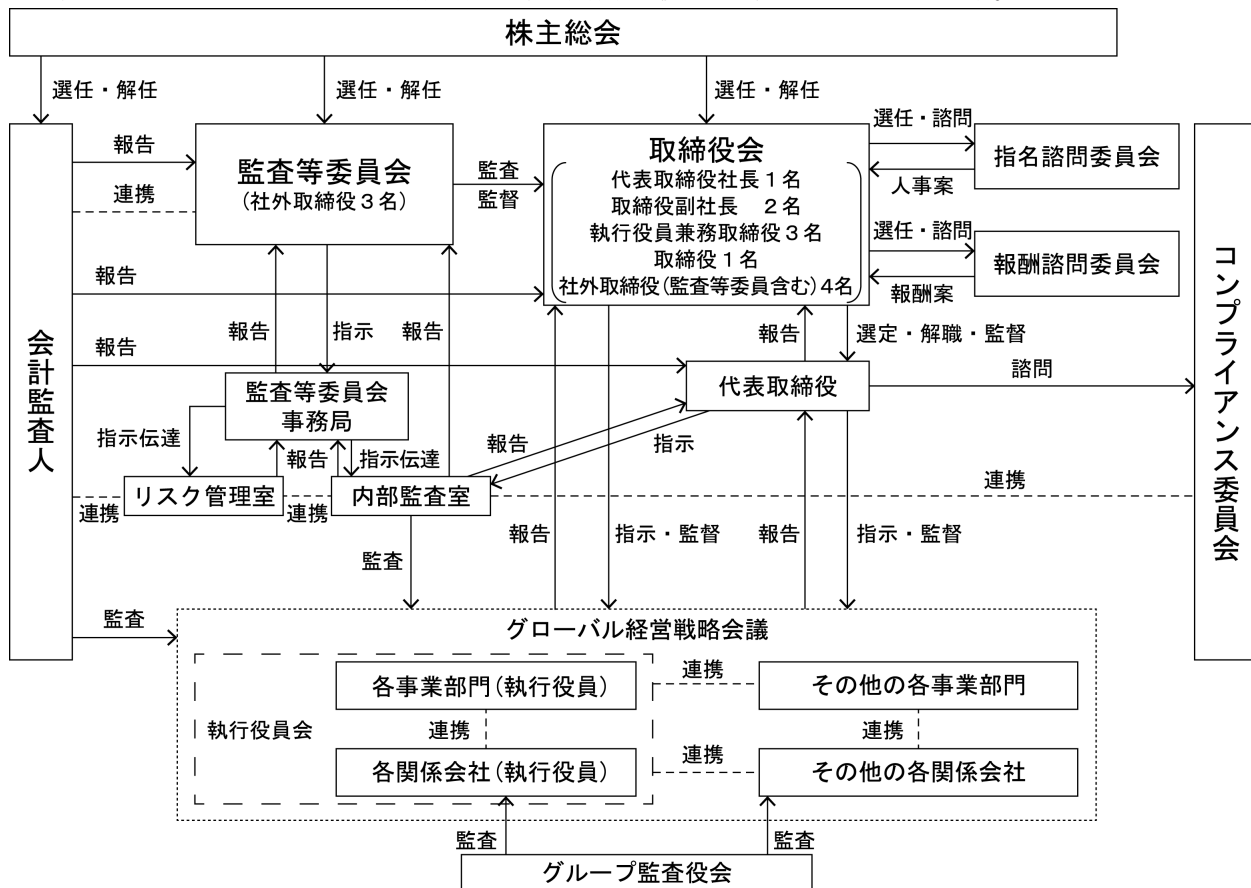 株主総会
選任・解任
選任・解任
選任・解任
会計監査人
報告
連携
監査等委員会
(社外取締役３名)
監査
監督
取締役会
代表取締役社長１名
取締役副社長　２名
執行役員兼務取締役３名
取締役１名
社外取締役(監査等委員含む)４名
選任・諮問
人事案
指名諮問委員会
選任・諮問
報酬案
報酬諮問委員会
コンプライアンス委員会
報告
報告
報告
指示
報告
報告
選定・解職・監督
監査等委員会
事務局
代表取締役
諮問
指示伝達
報告
指示伝達
報告
指示
連携
リスク管理室
連携
内部監査室
連携
監査
報告
指示・監督
報告
指示・監督
監査
グローバル経営戦略会議
執行役員会
各事業部門(執行役員)
連携
その他の各事業部門
連携
連携
各関係会社(執行役員)
連携
その他の各関係会社
監査
監査
グループ監査役会